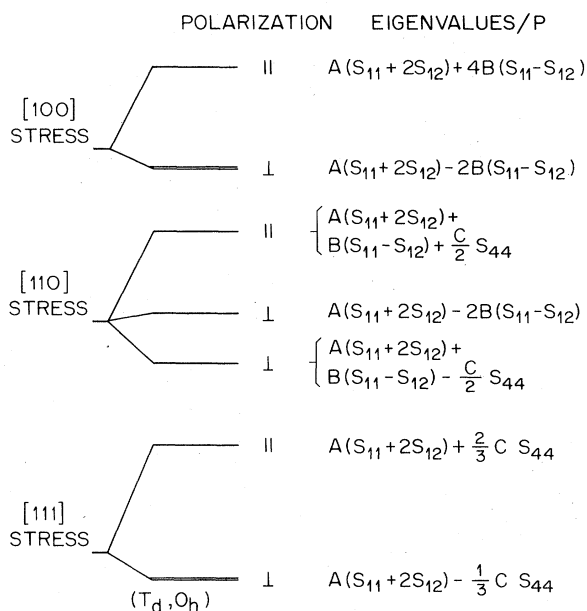 POLARIZATION EIGENVALUES/P
|| A(S₁₁+2S₁₂)+4B(S₁₁-S₁₂)
[100]
STRESS
⊥ A(S₁₁+2S₁₂)-2B(S₁₁-S₁₂)
|| { A(S₁₁+2S₁₂)+
B(S₁₁-S₁₂)+ C/2 S₄₄
[110]
STRESS
⊥ A(S₁₁+2S₁₂)-2B(S₁₁-S₁₂)
⊥ { A(S₁₁+2S₁₂)+
B(S₁₁-S₁₂)- C/2 S₄₄
|| A(S₁₁+2S₁₂)+ 2/3 C S₄₄
[111]
STRESS
⊥ A(S₁₁+2S₁₂)- 1/3 C S₄₄
(T_d,O_h)